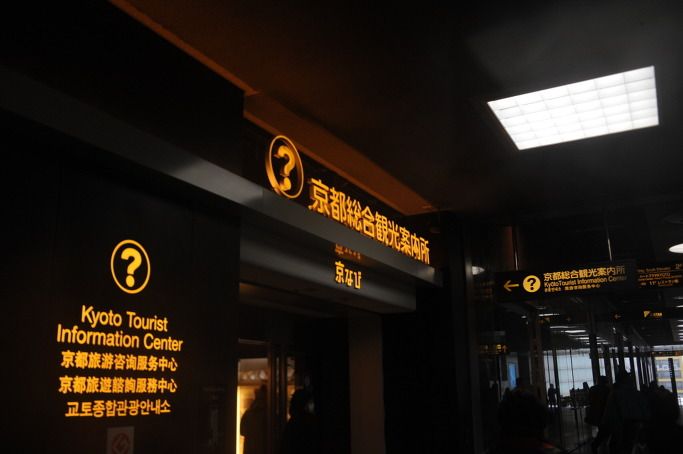 ?
京都総合観光案内所
京なび
?
Kyoto Tourist
Information Center
京都旅游咨询服务中心
京都旅遊諮詢服務中心
교토종합관광안내소
← ? 京都総合観光案内所
KyotoTourist Information Center